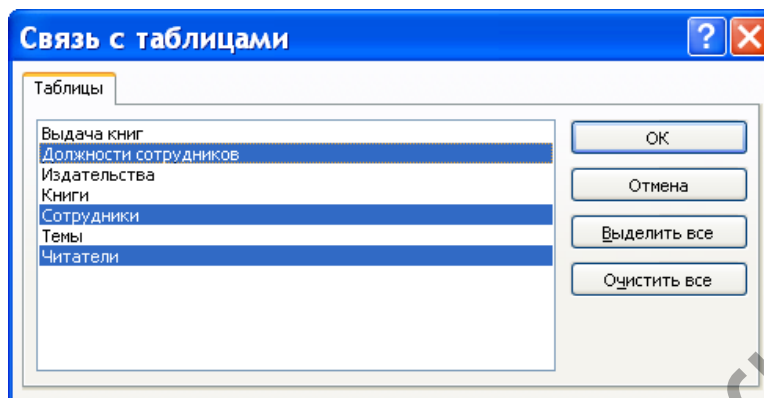 Связь с таблицами
Таблицы
Выдача книг
Должности сотрудников
Издательства
Книги
Сотрудники
Темы
Читатели
ОК
Отмена
Выделить все
Очистить все